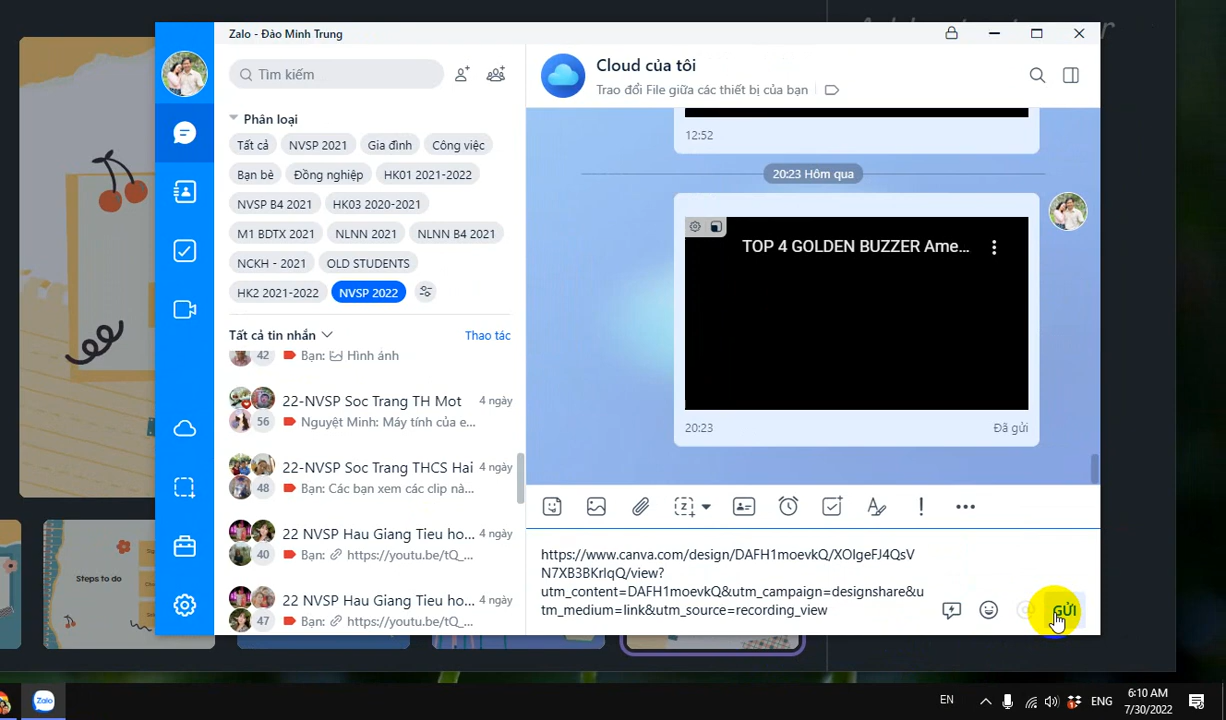 Zalo - Đào Minh Trung
Tìm kiếm
Phân loại
Tất cả
NVSP 2021
Gia đình
Công việc
Bạn bè
Đồng nghiệp
HK01 2021-2022
NVSP B4 2021
HK03 2020-2021
M1 BDTX 2021
NLNN 2021
NLNN B4 2021
NCKH - 2021
OLD STUDENTS
HK2 2021-2022
NVSP 2022
Tất cả tin nhắn
Thao tác
42
Bạn: Hình ảnh
22-NVSP Soc Trang TH Mot
4 ngày
56
Nguyệt Minh: Máy tính của e...
22-NVSP Soc Trang THCS Hai
4 ngày
48
Bạn: Các bạn xem các clip nà...
22 NVSP Hau Giang Tieu ho...
4 ngày
40
Bạn: https://youtu.be/tQ_...
22 NVSP Hau Giang Tieu ho...
4 ngày
47
Bạn: https://youtu.be/tQ_...
Cloud của tôi
Trao đổi File giữa các thiết bị của bạn
12:52
20:23 Hôm qua
TOP 4 GOLDEN BUZZER Ame...
20:23
Đã gửi
https://www.canva.com/design/DAFH1moevkQ/XOIgeFJ4QsV
N7XB3BKrIqQ/view?
utm_content=DAFH1moevkQ&utm_campaign=designshare&u
tm_medium=link&utm_source=recording_view
GỬI
Steps to do
Zalo
EN
ENG
6:10 AM
7/30/2022